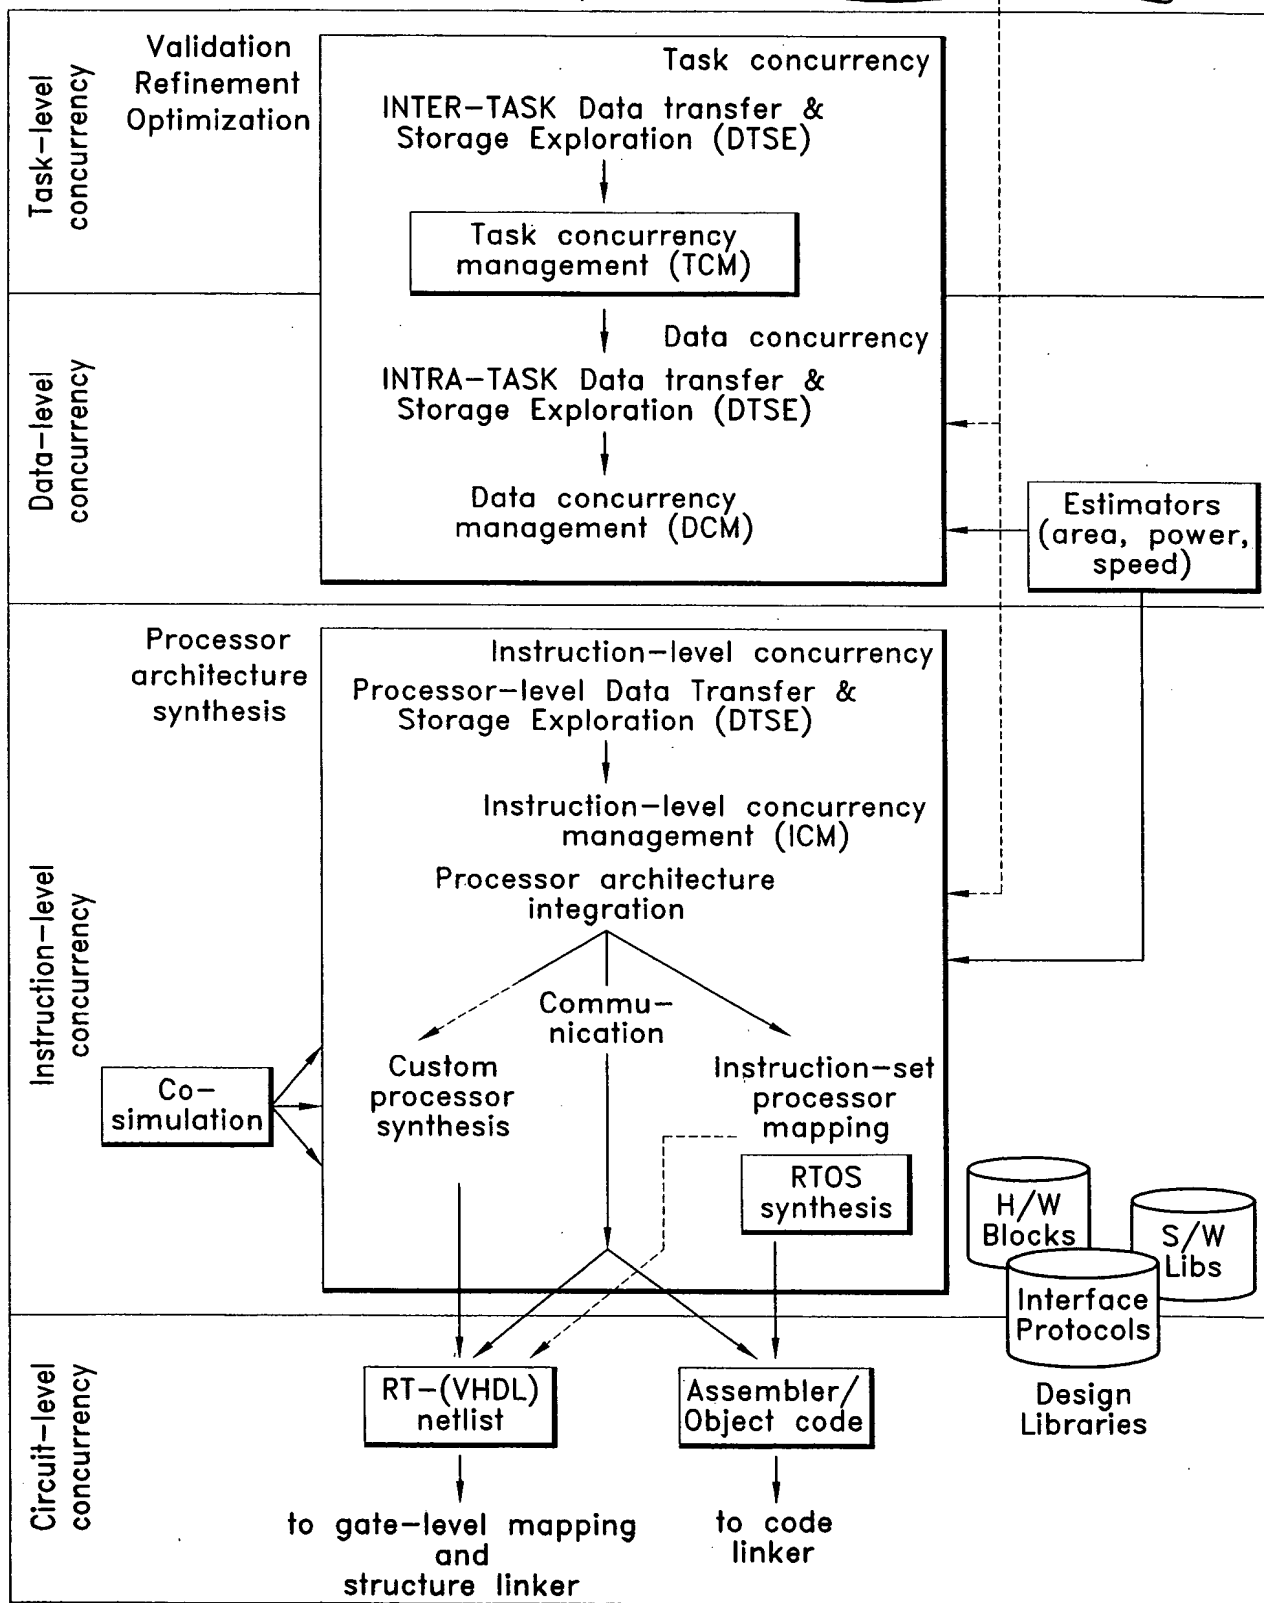 Task-level
concurrency
Validation
Refinement
Optimization
Task concurrency
INTER-TASK Data transfer &
Storage Exploration (DTSE)
Task concurrency
management (TCM)
Data-level
concurrency
Data concurrency
INTRA-TASK Data transfer &
Storage Exploration (DTSE)
Data concurrency
management (DCM)
Estimators
(area, power,
speed)
Instruction-level
concurrency
Processor
architecture
synthesis
Instruction-level concurrency
Processor-level Data Transfer &
Storage Exploration (DTSE)
Instruction-level concurrency
management (ICM)
Processor architecture
integration
Commu-
nication
Custom
processor
synthesis
Instruction-set
processor
mapping
RTOS
synthesis
Co-
simulation
H/W
Blocks
S/W
Libs
Interface
Protocols
Design
Libraries
Circuit-level
concurrency
RT-(VHDL)
netlist
Assembler/
Object code
to gate-level mapping
and
structure linker
to code
linker